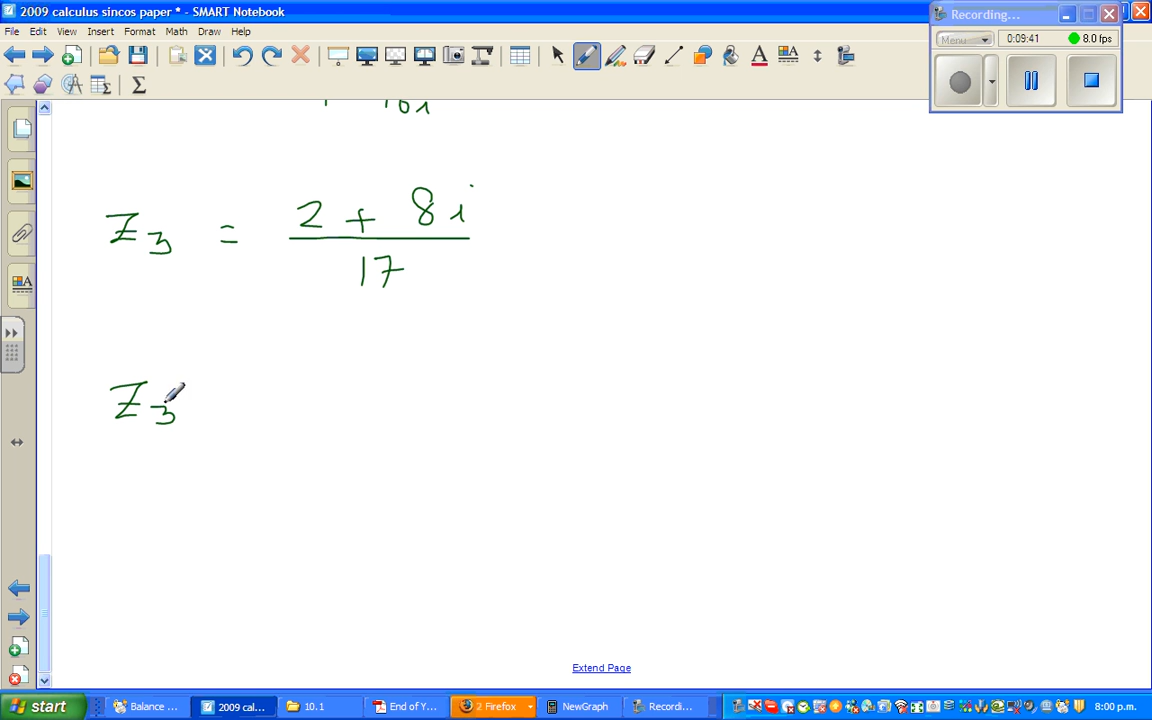 2009 calculus sincos paper * - SMART Notebook
Recording...
File Edit View Insert Format Math Draw Help
Menu 0:09:41 8.0 fps
Z3 = 2 + 8i
17
Z3
Extend Page
start Balance ... 2009 cal... 10.1 End of Y... 2 Firefox NewGraph Recordi... 8:00 p.m.